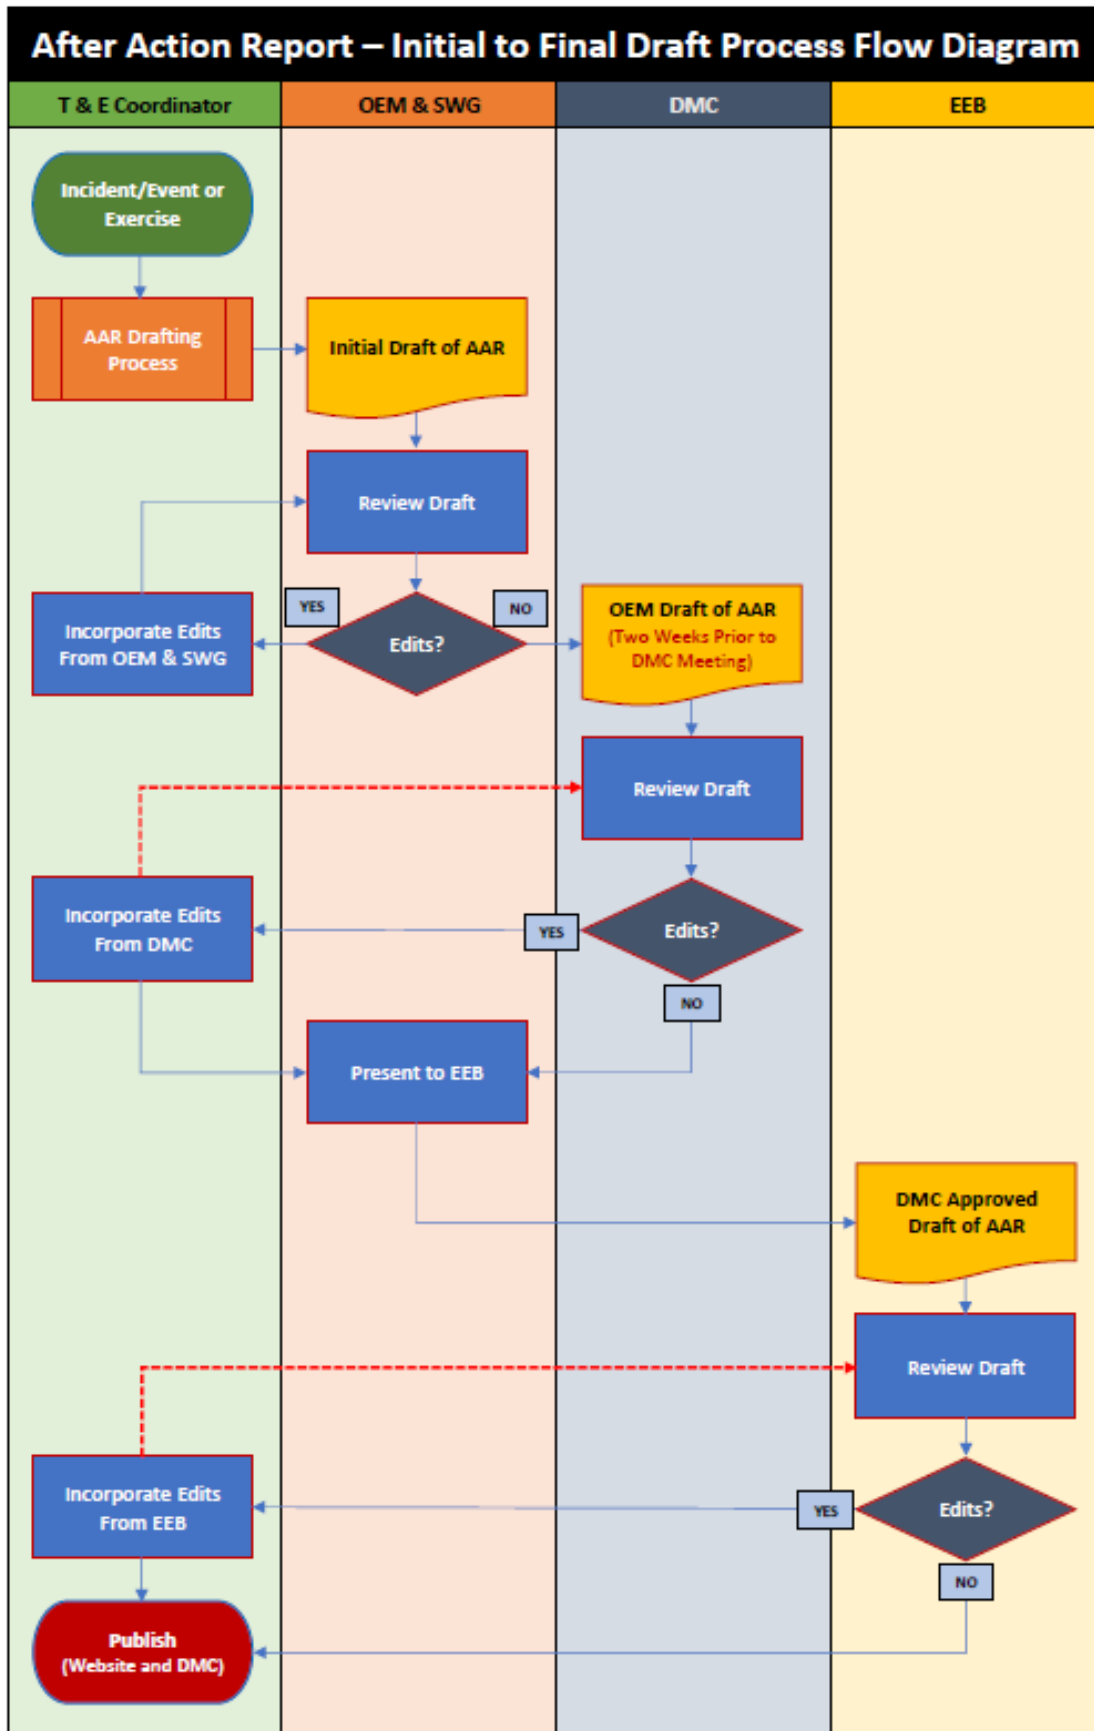 After Action Report – Initial to Final Draft Process Flow Diagram
T & E Coordinator
OEM & SWG
DMC
EEB
Incident/Event or
Exercise
AAR Drafting
Process
Initial Draft of AAR
Review Draft
YES
NO
Incorporate Edits
From OEM & SWG
Edits?
OEM Draft of AAR
(Two Weeks Prior to
DMC Meeting)
Review Draft
Incorporate Edits
From DMC
YES
Edits?
NO
Present to EEB
DMC Approved
Draft of AAR
Review Draft
Incorporate Edits
From EEB
YES
Edits?
NO
Publish
(Website and DMC)